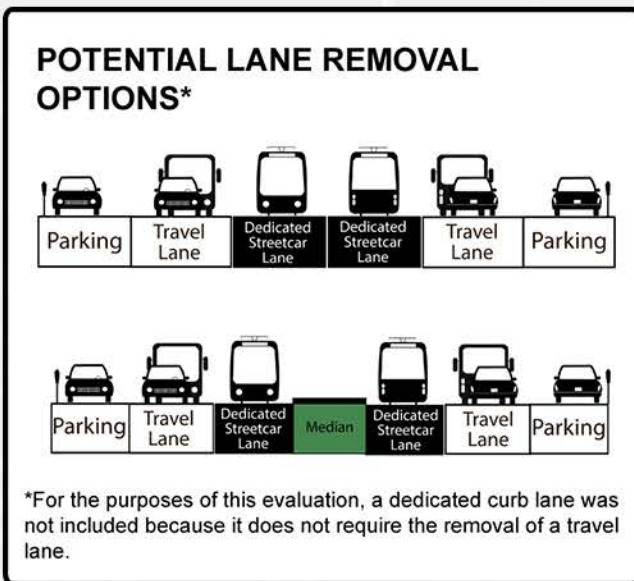 POTENTIAL LANE REMOVAL
OPTIONS*
Parking
Travel
Lane
Dedicated
Streetcar
Lane
Dedicated
Streetcar
Lane
Travel
Lane
Parking
Parking
Travel
Lane
Dedicated
Streetcar
Lane
Median
Dedicated
Streetcar
Lane
Travel
Lane
Parking
*For the purposes of this evaluation, a dedicated curb lane was
not included because it does not require the removal of a travel
lane.